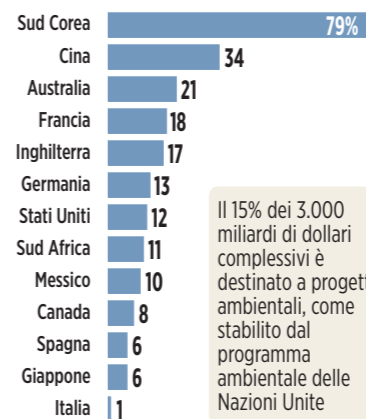 Sud Corea 79%
Cina 34
Australia 21
Francia 18
Inghilterra 17
Germania 13
Stati Uniti 12
Sud Africa 11
Messico 10
Canada 8
Spagna 6
Giappone 6
Italia 1
Il 15% dei 3.000
miliardi di dollari
complessivi è
destinato a progett
ambientali, come
stabilito dal
programma
ambientale delle
Nazioni Unite